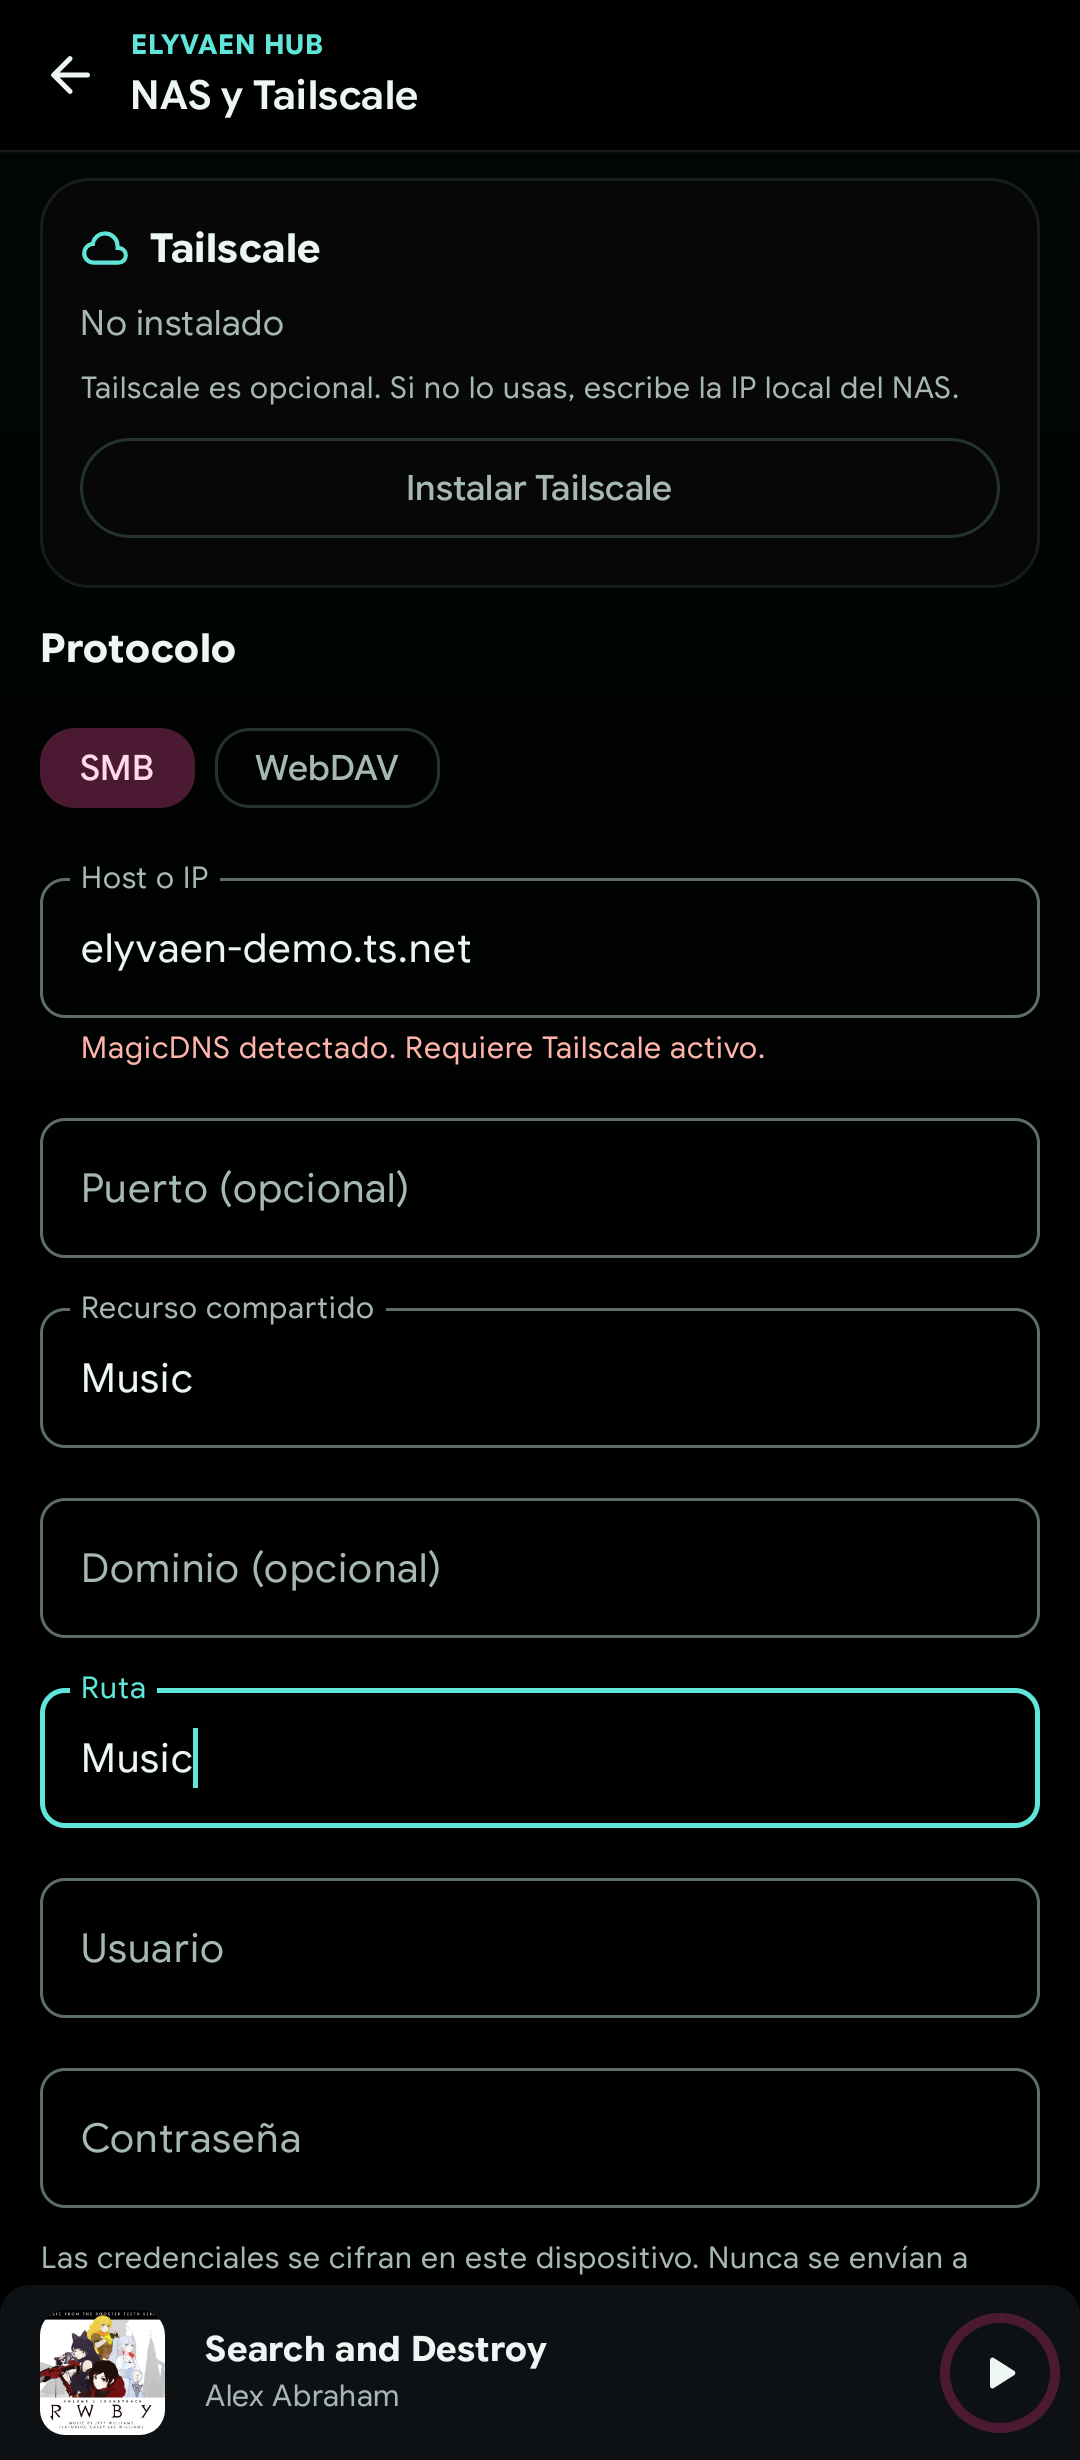 ELYVAEN HUB
NAS y Tailscale
Tailscale
No instalado
Tailscale es opcional. Si no lo usas, escribe la IP local del NAS.
Instalar Tailscale
Protocolo
SMB
WebDAV
Host o IP
elyvaen-demo.ts.net
MagicDNS detectado. Requiere Tailscale activo.
Puerto (opcional)
Recurso compartido
Music
Dominio (opcional)
Ruta
Music
Usuario
Contraseña
Las credenciales se cifran en este dispositivo. Nunca se envían a
Search and Destroy
Alex Abraham
RWBY